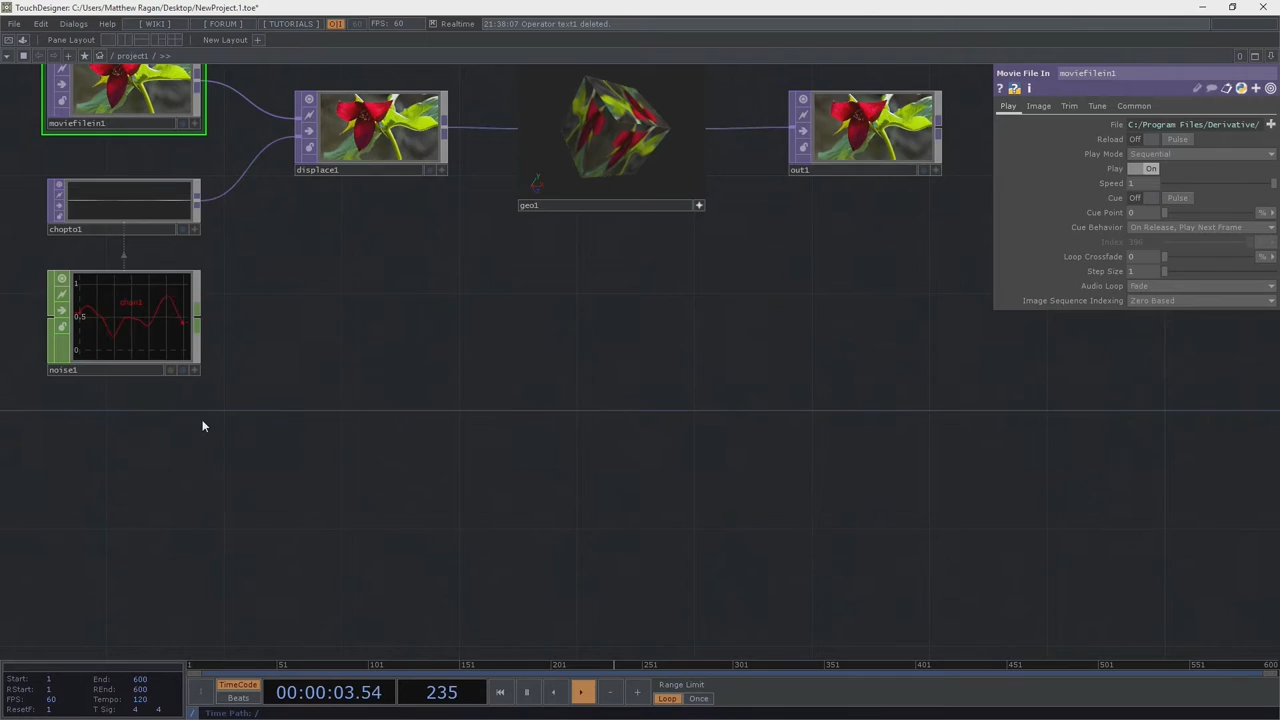 TouchDesigner: C:/Users/Matthew Ragan/Desktop/NewProject.1.toe*
File Edit Dialogs Help [ WIKI ] [ FORUM ] [ TUTORIALS ] O|I 60 FPS: 60 Realtime 21:38:07 Operator text1 deleted.
Pane Layout New Layout +
/ project1 / >> 0
moviefilein1
displace1
geo1
out1
chopto1
1
chan1
0.5
0
noise1
Movie File In moviefilein1
? ? i
Play Image Trim Tune Common
File C:/Program Files/Derivative/
Reload Off Pulse
Play Mode Sequential
Play On
Speed 1
Cue Off Pulse
Cue Point 0 %
Cue Behavior On Release, Play Next Frame
Index 396
Loop Crossfade 0 %
Step Size 1
Audio Loop Fade
Image Sequence Indexing Zero Based
1 51 101 151 201 251 301 351 401 451 501 551 600
Start: 1 End: 600
RStart: 1 REnd: 600
FPS: 60 Tempo: 120
ResetF: 1 T Sig: 4 4
TimeCode
Beats
00:00:03.54 235
Range Limit
Loop Once
/ Time Path: /